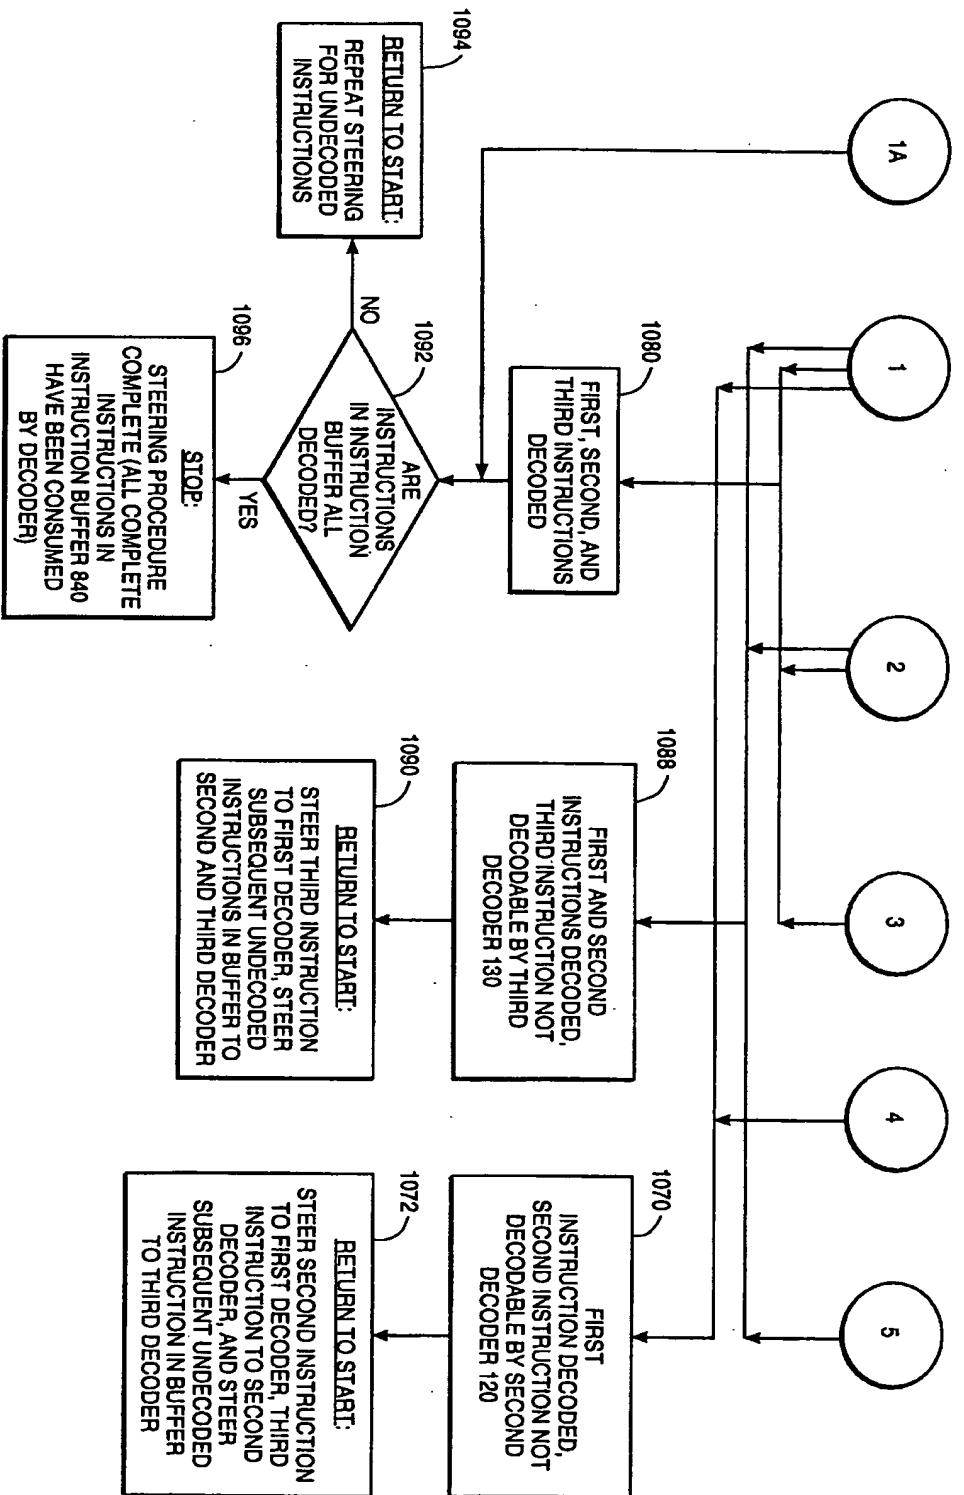 1A
1
2
3
4
5
1080
FIRST, SECOND, AND
THIRD INSTRUCTIONS
DECODED
1088
FIRST AND SECOND
INSTRUCTIONS DECODED,
THIRD INSTRUCTION NOT
DECODABLE BY THIRD
DECODER 130
1070
FIRST
INSTRUCTION DECODED,
SECOND INSTRUCTION NOT
DECODABLE BY SECOND
DECODER 120
1094
RETURN TO START:
REPEAT STEERING
FOR UNDECODED
INSTRUCTIONS
NO
1092
ARE
INSTRUCTIONS
IN INSTRUCTION
BUFFER ALL
DECODED?
YES
1090
RETURN TO START:
STEER THIRD INSTRUCTION
TO FIRST DECODER, STEER
SUBSEQUENT UNDECODED
INSTRUCTIONS IN BUFFER TO
SECOND AND THIRD DECODER
1072
RETURN TO START:
STEER SECOND INSTRUCTION
TO FIRST DECODER, THIRD
INSTRUCTION TO SECOND
DECODER, AND STEER
SUBSEQUENT UNDECODED
INSTRUCTION IN BUFFER
TO THIRD DECODER
1096
STOP:
STEERING PROCEDURE
COMPLETE (ALL COMPLETE
INSTRUCTIONS IN
INSTRUCTION BUFFER 840
HAVE BEEN CONSUMED
BY DECODER)